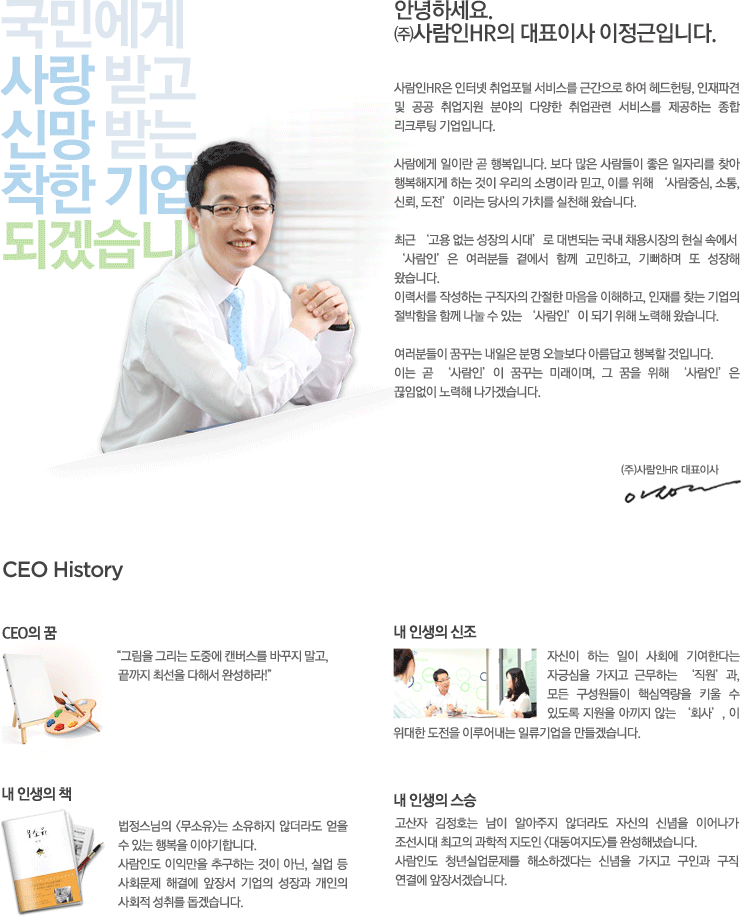 국민에게
사랑 받고
신망 받는
착한 기업
되겠습니
안녕하세요.
㈜사람인HR의 대표이사 이정근입니다.
사람인HR은 인터넷 취업포털 서비스를 근간으로 하여 헤드헌팅, 인재파견
및 공공 취업지원 분야의 다양한 취업관련 서비스를 제공하는 종합
리크루팅 기업입니다.
사람에게 일이란 곧 행복입니다. 보다 많은 사람들이 좋은 일자리를 찾아
행복해지게 하는 것이 우리의 소명이라 믿고, 이를 위해 ‘사람중심, 소통,
신뢰, 도전’이라는 당사의 가치를 실천해 왔습니다.
최근 ‘고용 없는 성장의 시대’로 대변되는 국내 채용시장의 현실 속에서
‘사람인’은 여러분들 곁에서 함께 고민하고, 기뻐하며 또 성장해
왔습니다.
이력서를 작성하는 구직자의 간절한 마음을 이해하고, 인재를 찾는 기업의
절박함을 함께 나눌 수 있는 ‘사람인’이 되기 위해 노력해 왔습니다.
여러분들이 꿈꾸는 내일은 분명 오늘보다 아름답고 행복할 것입니다.
이는 곧 ‘사람인’이 꿈꾸는 미래이며, 그 꿈을 위해 ‘사람인’은
끊임없이 노력해 나가겠습니다.
(주)사람인HR 대표이사
CEO History
CEO의 꿈
“그림을 그리는 도중에 캔버스를 바꾸지 말고,
끝까지 최선을 다해서 완성하라!”
내 인생의 신조
자신이 하는 일이 사회에 기여한다는
자긍심을 가지고 근무하는 ‘직원’과,
모든 구성원들이 핵심역량을 키울 수
있도록 지원을 아끼지 않는 ‘회사’, 이
위대한 도전을 이루어내는 일류기업을 만들겠습니다.
내 인생의 책
무소유
법정스님의 <무소유>는 소유하지 않더라도 얻을
수 있는 행복을 이야기합니다.
사람인도 이익만을 추구하는 것이 아닌, 실업 등
사회문제 해결에 앞장서 기업의 성장과 개인의
사회적 성취를 돕겠습니다.
내 인생의 스승
고산자 김정호는 남이 알아주지 않더라도 자신의 신념을 이어나가
조선시대 최고의 과학적 지도인 <대동여지도>를 완성해냈습니다.
사람인도 청년실업문제를 해소하겠다는 신념을 가지고 구인과 구직
연결에 앞장서겠습니다.